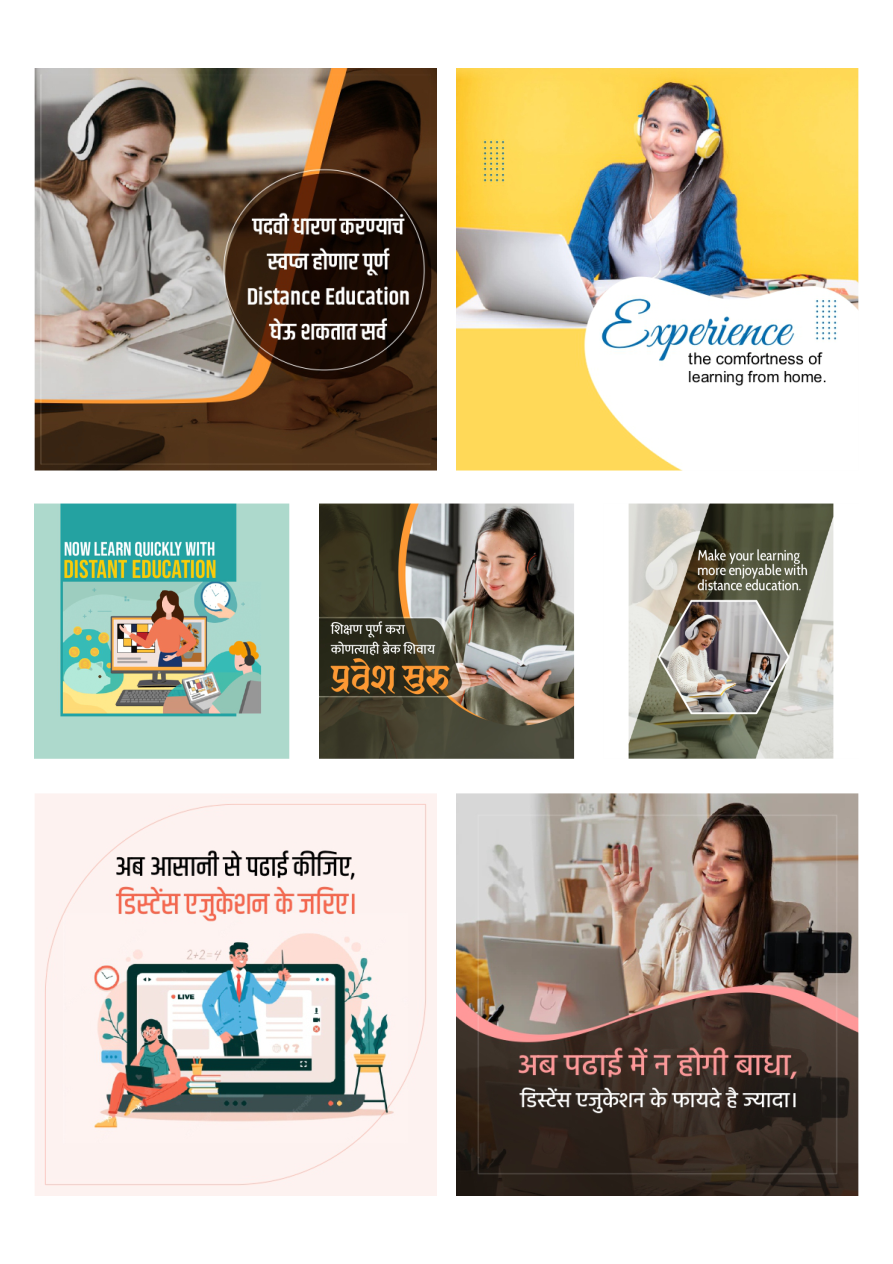 पदवी धारण करण्याचं
स्वप्न होणार पूर्ण
Distance Education
घेऊ शकतात सर्व
Experience
the comfortness of
learning from home.
NOW LEARN QUICKLY WITH
DISTANT EDUCATION
शिक्षण पूर्ण करा
कोणत्याही ब्रेक शिवाय
प्रवेश सुरू
Make your learning
more enjoyable with
distance education.
अब आसानी से पढाई कीजिए,
डिस्टेंस एजुकेशन के जरिए।
2+2=4
LIVE
अब पढाई में न होगी बाधा,
डिस्टेंस एजुकेशन के फायदे है ज्यादा।